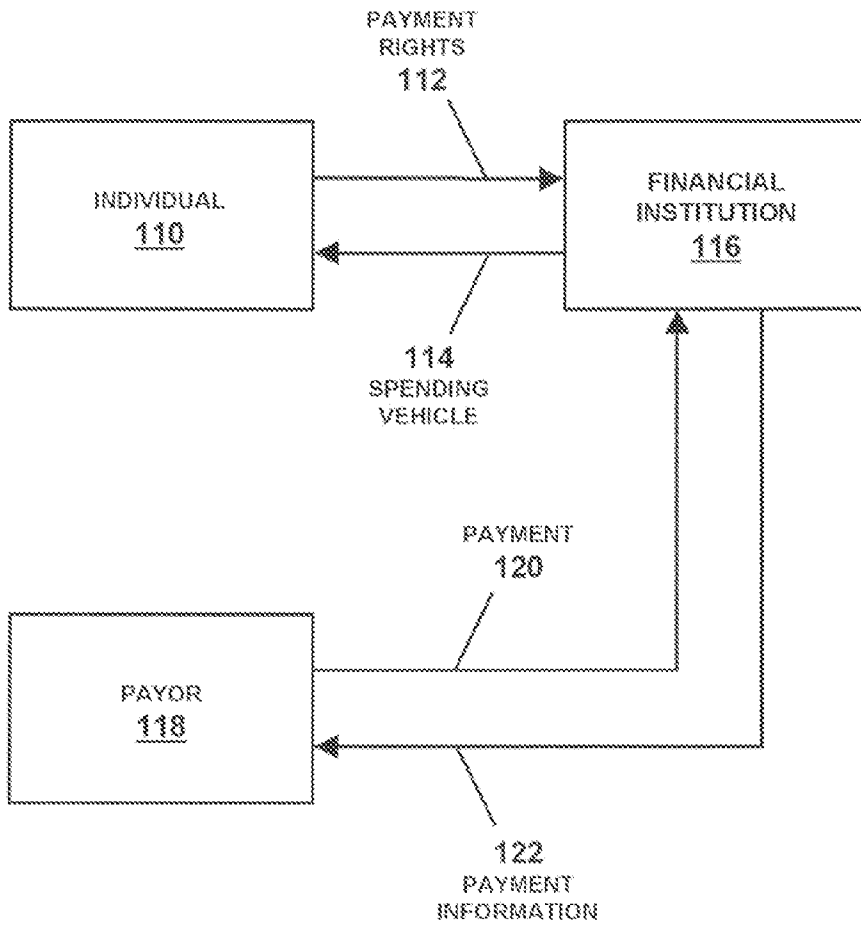 PAYMENT
RIGHTS
112
INDIVIDUAL
110
FINANCIAL
INSTITUTION
116
114
SPENDING
VEHICLE
PAYMENT
120
PAYOR
118
122
PAYMENT
INFORMATION